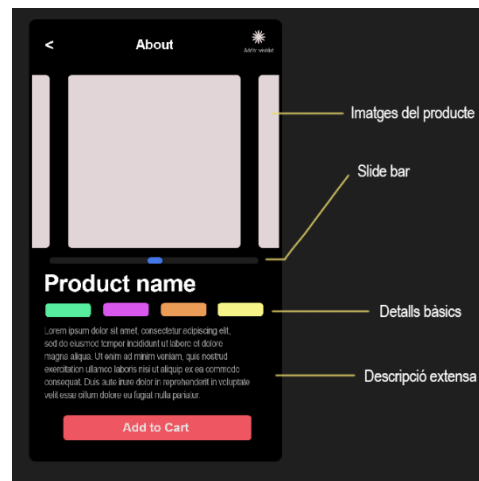 <
About
Imatges del producte
Slide bar
Product name
Detalls bàsics
Lorem ipsum dolor sit amet, consectetur adipiscing elit,
sed do eiusmod tempor incididunt ut labore et dolore
magna aliqua. Ut enim ad minim veniam, quis nostrud
exercitation ullamco laboris nisi ut aliquip ex ea commodo
consequat. Duis aute irure dolor in reprehenderit in voluptate
velit esse cillum dolore eu fugiat nulla pariatur.
Descripció extensa
Add to Cart